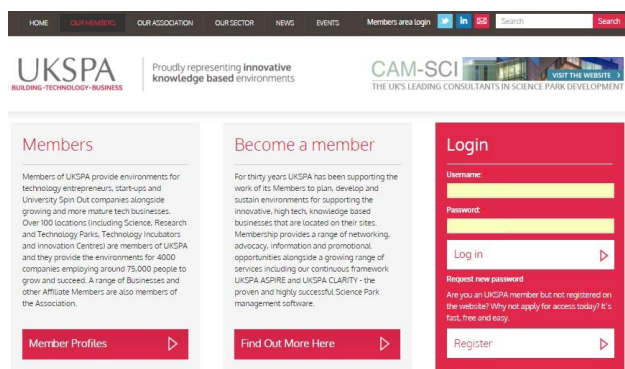 HOME OUR MEMBERS OUR ASSOCIATION OUR SECTOR NEWS EVENTS Members area login in Search Search
UKSPA
BUILDING-TECHNOLOGY-BUSINESS
Proudly representing innovative
knowledge based environments
CAM-SCI
VISIT THE WEBSITE
THE UK'S LEADING CONSULTANTS IN SCIENCE PARK DEVELOPMENT
Members
Members of UKSPA provide environments for
technology entrepreneurs, start-ups and
University Spin Out companies alongside
growing and more mature tech businesses.
Over 100 locations (including Science, Research
and Technology Parks, Technology Incubators
and innovation Centres) are members of UKSPA
and they provide the environments for 4000
companies employing around 75,000 people to
grow and succeed. A range of Businesses and
other Affiliate Members are also members of
the Association.
Member Profiles
Become a member
For thirty years UKSPA has been supporting the
work of its Members to plan, develop and
sustain environments for supporting the
innovative, high tech, knowledge based
businesses that are located on their sites.
Membership provides a range of networking,
advocacy, information and promotional
opportunities alongside a growing range of
services including our continuous framework
UKSPA ASPIRE and UKSPA CLARITY - the
proven and highly successful Science Park
management software.
Find Out More Here
Login
Username:
Password:
Log in
Request new password
Are you an UKSPA member but not registered on
the website? Why not apply for access today? It's
fast, free and easy.
Register